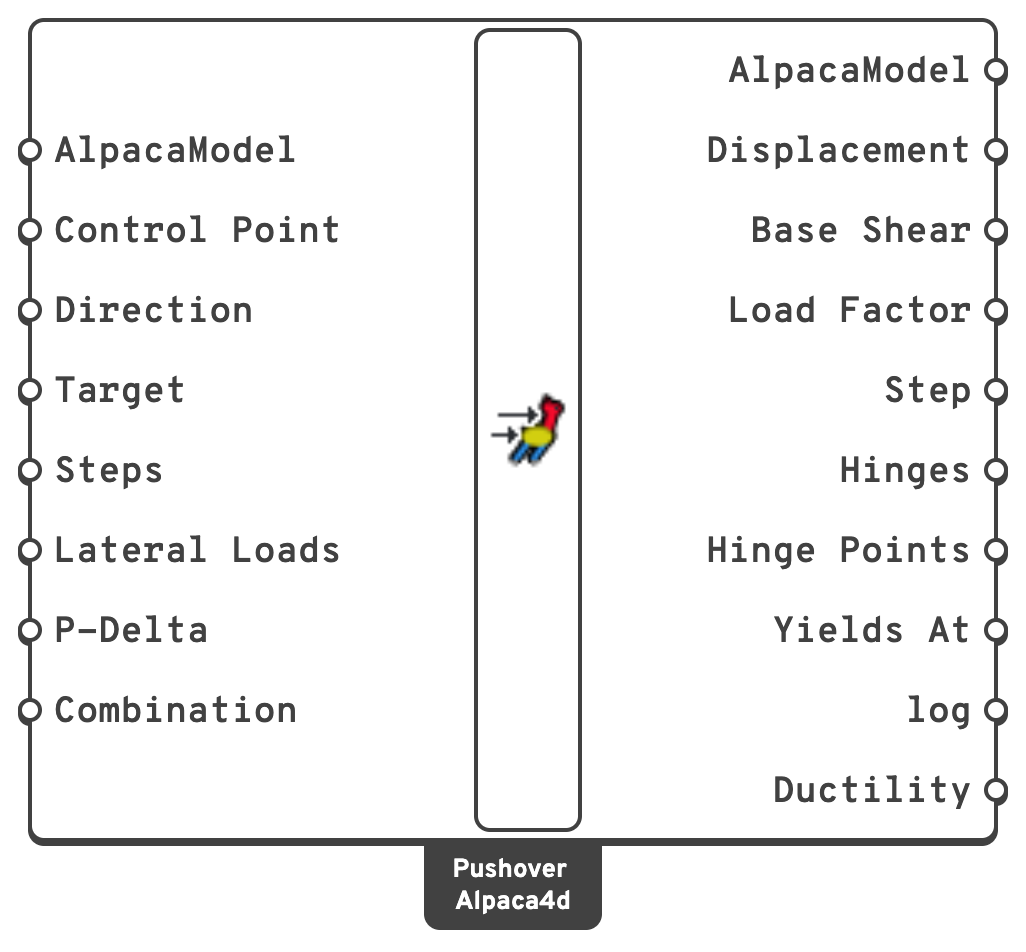 AlpacaModel
Control Point
Direction
Target
Steps
Lateral Loads
P-Delta
Combination
AlpacaModel
Displacement
Base Shear
Load Factor
Step
Hinges
Hinge Points
Yields At
log
Ductility
Pushover
Alpaca4d